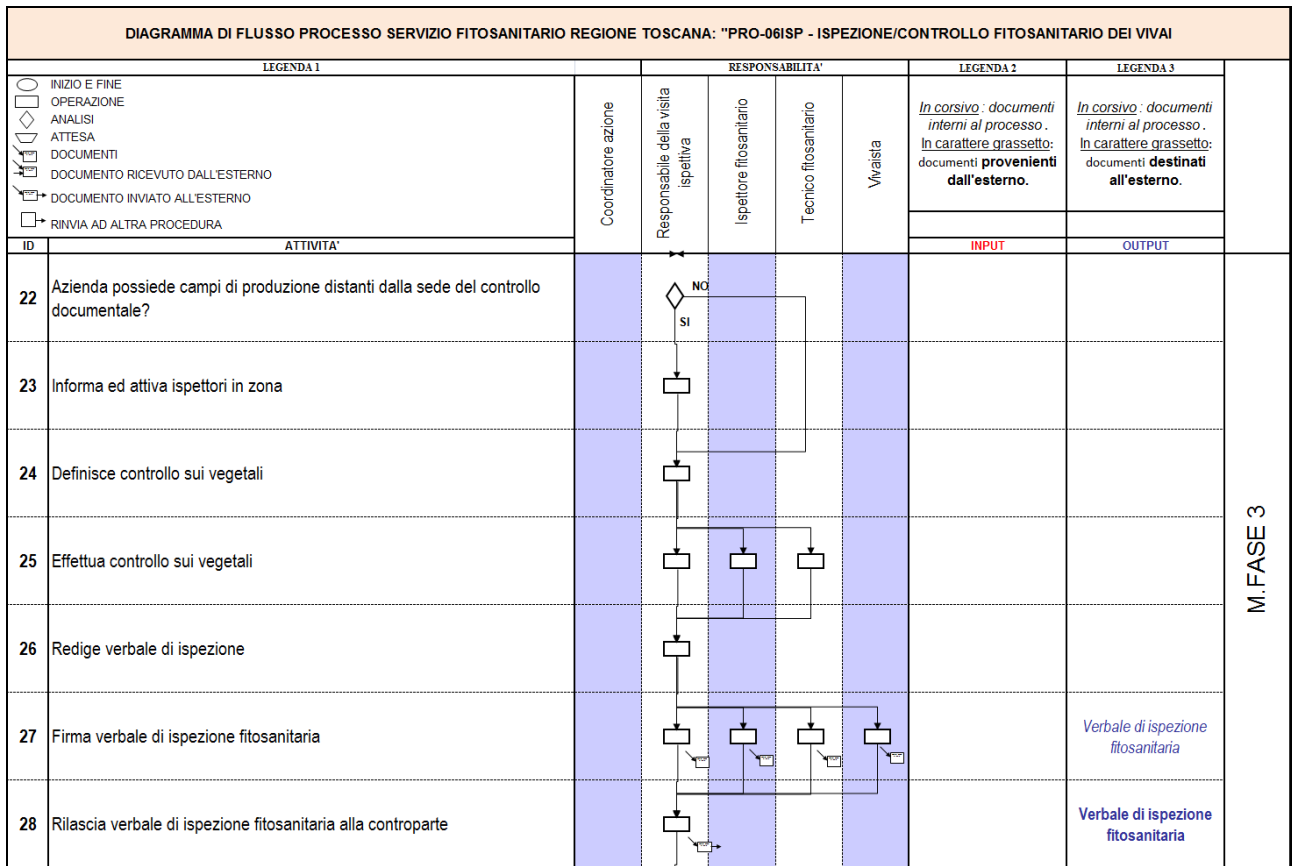 DIAGRAMMA DI FLUSSO PROCESSO SERVIZIO FITOSANITARIO REGIONE TOSCANA: "PRO-06ISP - ISPEZIONE/CONTROLLO FITOSANITARIO DEI VIVAI
LEGENDA 1
RESPONSABILITA'
LEGENDA 2
LEGENDA 3
INIZIO E FINE
OPERAZIONE
ANALISI
ATTESA
DOCUMENTI
DOCUMENTO RICEVUTO DALL'ESTERNO
DOCUMENTO INVIATO ALL'ESTERNO
RINVIA AD ALTRA PROCEDURA
Coordinatore azione
Responsabile della visita
ispettiva
Ispettore fitosanitario
Tecnico fitosanitario
Vivaista
In corsivo : documenti
interni al processo .
In carattere grassetto:
documenti provenienti
dall'esterno.
In corsivo : documenti
interni al processo .
In carattere grassetto:
documenti destinati
all'esterno.
ID
ATTIVITA'
INPUT
OUTPUT
22
Azienda possiede campi di produzione distanti dalla sede del controllo
documentale?
NO
SI
23
Informa ed attiva ispettori in zona
24
Definisce controllo sui vegetali
25
Effettua controllo sui vegetali
26
Redige verbale di ispezione
27
Firma verbale di ispezione fitosanitaria
Verbale di ispezione
fitosanitaria
28
Rilascia verbale di ispezione fitosanitaria alla controparte
Verbale di ispezione
fitosanitaria
M.FASE 3